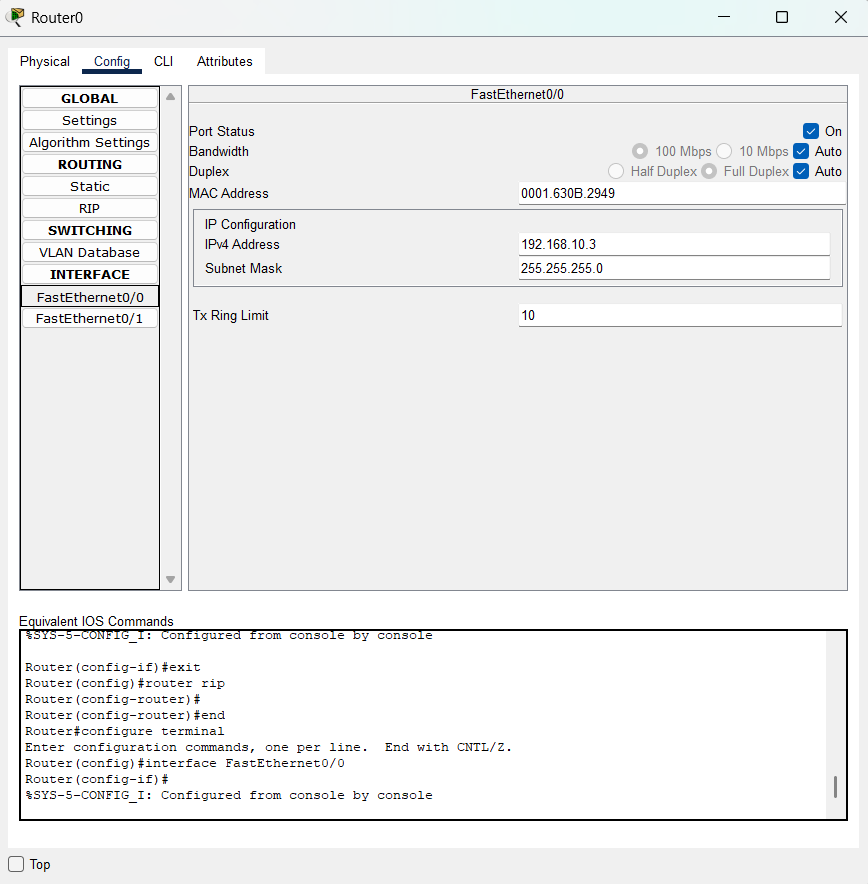 Router0
Physical Config CLI Attributes
GLOBAL
Settings
Algorithm Settings
ROUTING
Static
RIP
SWITCHING
VLAN Database
INTERFACE
FastEthernet0/0
FastEthernet0/1
FastEthernet0/0
Port Status On
Bandwidth 100 Mbps 10 Mbps Auto
Duplex Half Duplex Full Duplex Auto
MAC Address 0001.630B.2949
IP Configuration
IPv4 Address 192.168.10.3
Subnet Mask 255.255.255.0
Tx Ring Limit 10
Equivalent IOS Commands
%SYS-5-CONFIG_I: Configured from console by console
Router(config-if)#exit
Router(config)#router rip
Router(config-router)#
Router(config-router)#end
Router#configure terminal
Enter configuration commands, one per line.  End with CNTL/Z.
Router(config)#interface FastEthernet0/0
Router(config-if)#
%SYS-5-CONFIG_I: Configured from console by console
Top